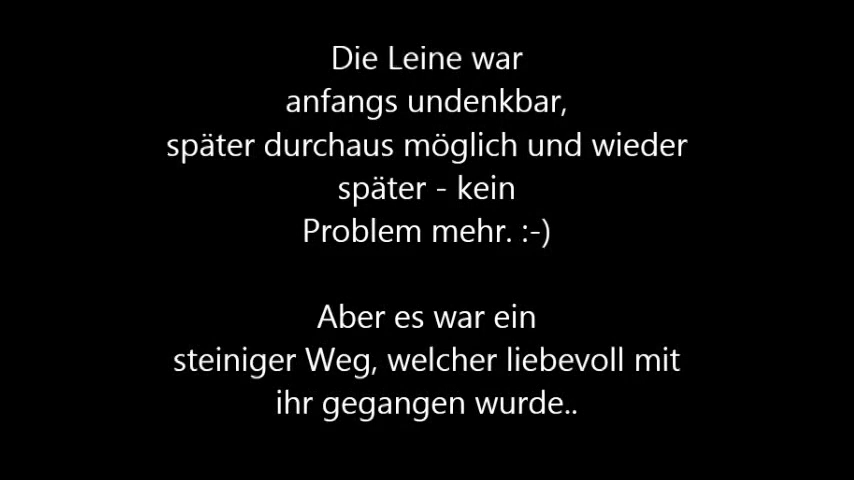 Die Leine war
anfangs undenkbar,
später durchaus möglich und wieder
später - kein
Problem mehr. :-)
Aber es war ein
steiniger Weg, welcher liebevoll mit
ihr gegangen wurde..